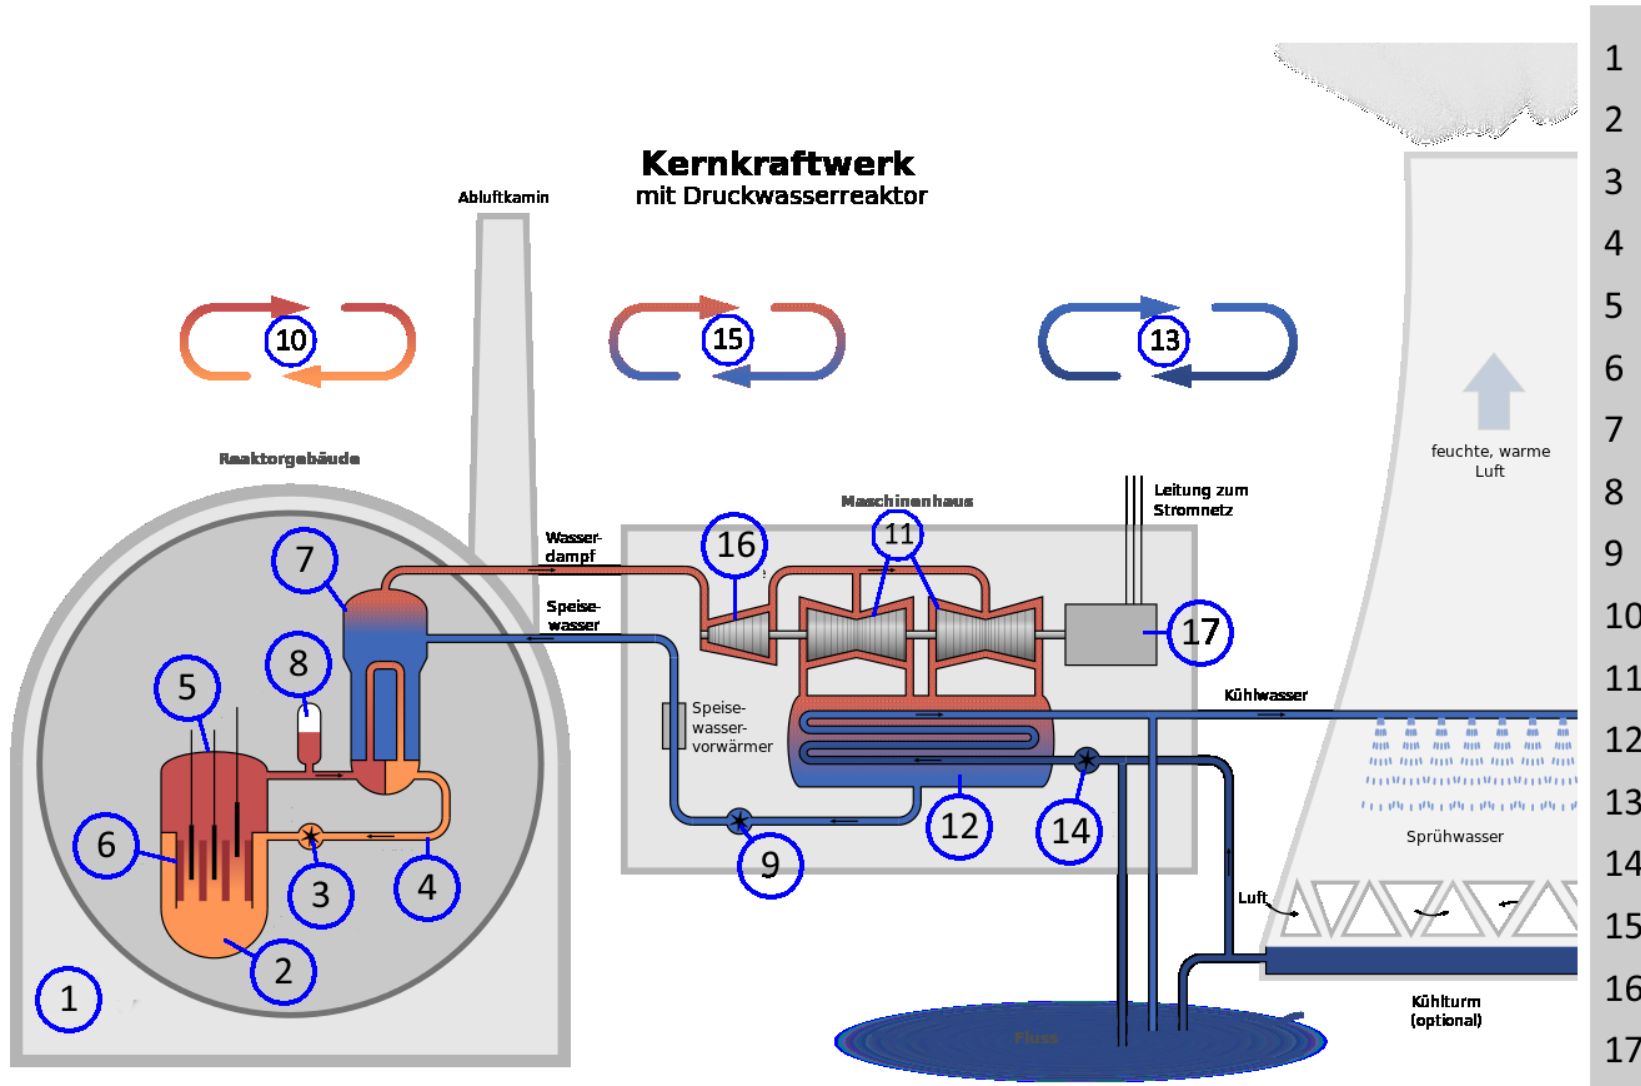 Kernkraftwerk
mit Druckwasserreaktor
Abluftkamin
10
15
13
Reaktorgebäude
Maschinenhaus
Leitung zum
Stromnetz
feuchte, warme
Luft
Wasser-
dampf
Speise-
wasser
7
16
11
17
8
5
Speise-
wasser-
vorwärmer
Kühlwasser
6
3
4
9
12
14
Sprühwasser
Luft
2
1
Fluss
Kühlturm
(optional)
1
2
3
4
5
6
7
8
9
10
11
12
13
14
15
16
17